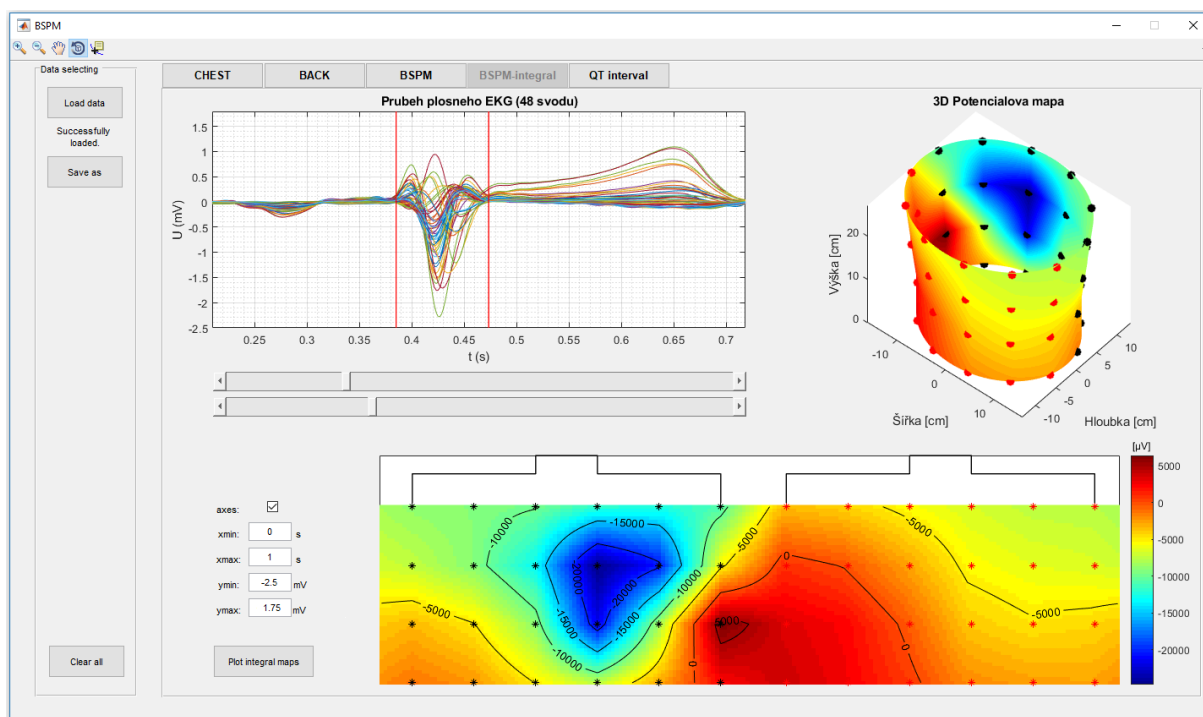 BSPM
Data selecting
Load data
Successfully
loaded.
Save as
Clear all
CHEST
BACK
BSPM
BSPM-integral
QT interval
Prubeh plosneho EKG (48 svodu)
U (mV)
1.5
1
0.5
0
-0.5
-1
-1.5
-2
-2.5
0.25 0.3 0.35 0.4 0.45 0.5 0.55 0.6 0.65 0.7
t (s)
3D Potencialova mapa
Výška [cm]
20
10
0
-10 0 10
Šířka [cm]
-10 -5 0 5 10
Hloubka [cm]
axes:
xmin: 0 s
xmax: 1 s
ymin: -2.5 mV
ymax: 1.75 mV
Plot integral maps
-10000
-15000
-10000
-5000
-5000
0
-20000
-20000
-5000
-15000
-15000
5000
-5000
-10000
-10000
0
0
[µV]
5000
0
-5000
-10000
-15000
-20000